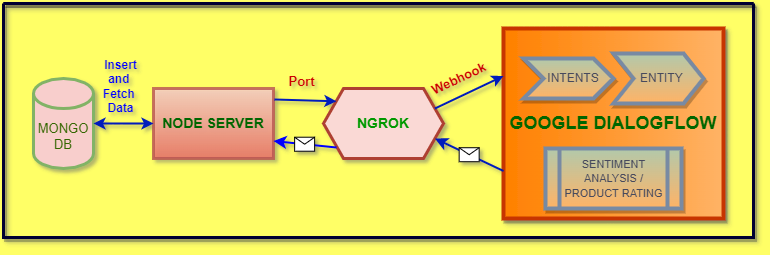 Insert
and
Fetch
Data
MONGO
DB
NODE SERVER
Port
NGROK
Webhook
INTENTS
ENTITY
GOOGLE DIALOGFLOW
SENTIMENT
ANALYSIS /
PRODUCT RATING